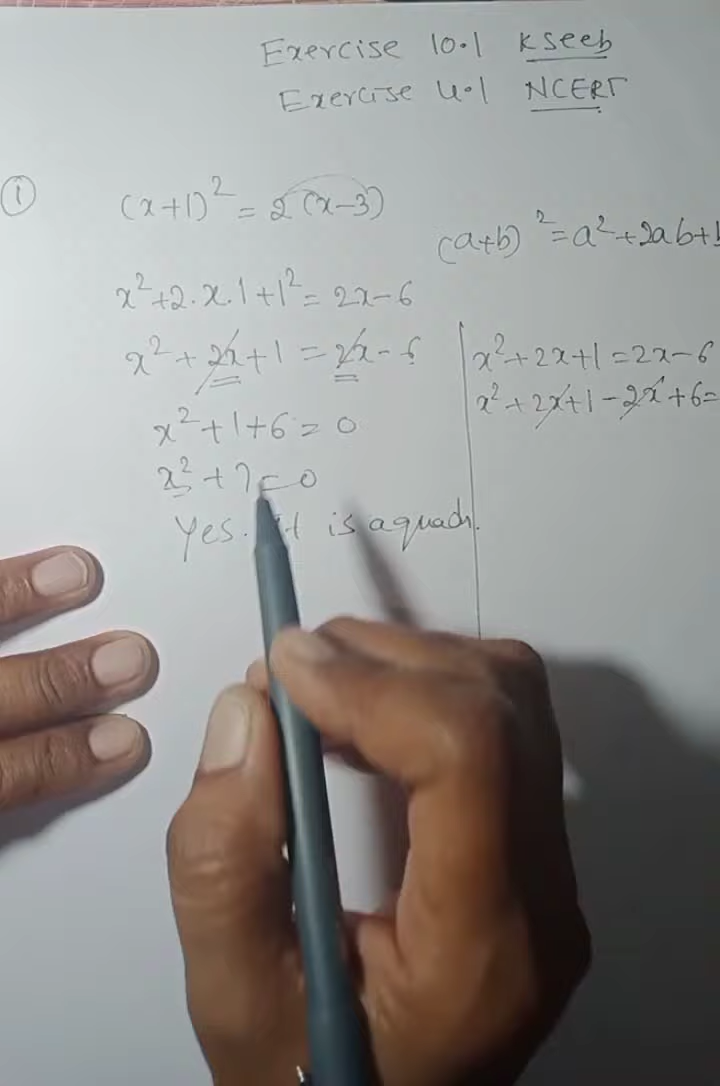 Exercise 10.1 kseeb
Exercise 4.1 NCERT
① (x+1)² = 2(x-3)
(a+b)² = a²+2ab+b
x²+2.x.1+1² = 2x-6
x² + 2x+1 = 2x-6
x²+2x+1 = 2x-6
x²+2x+1-2x+6=
x²+1+6 = 0
x²+7=0
Yes. It is a quad.